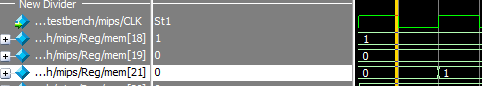 New Divider
...testbench/mips/CLK St1
...h/mips/Reg/mem[18] 1 1
...h/mips/Reg/mem[19] 0 0
...h/mips/Reg/mem[21] 0 0 1